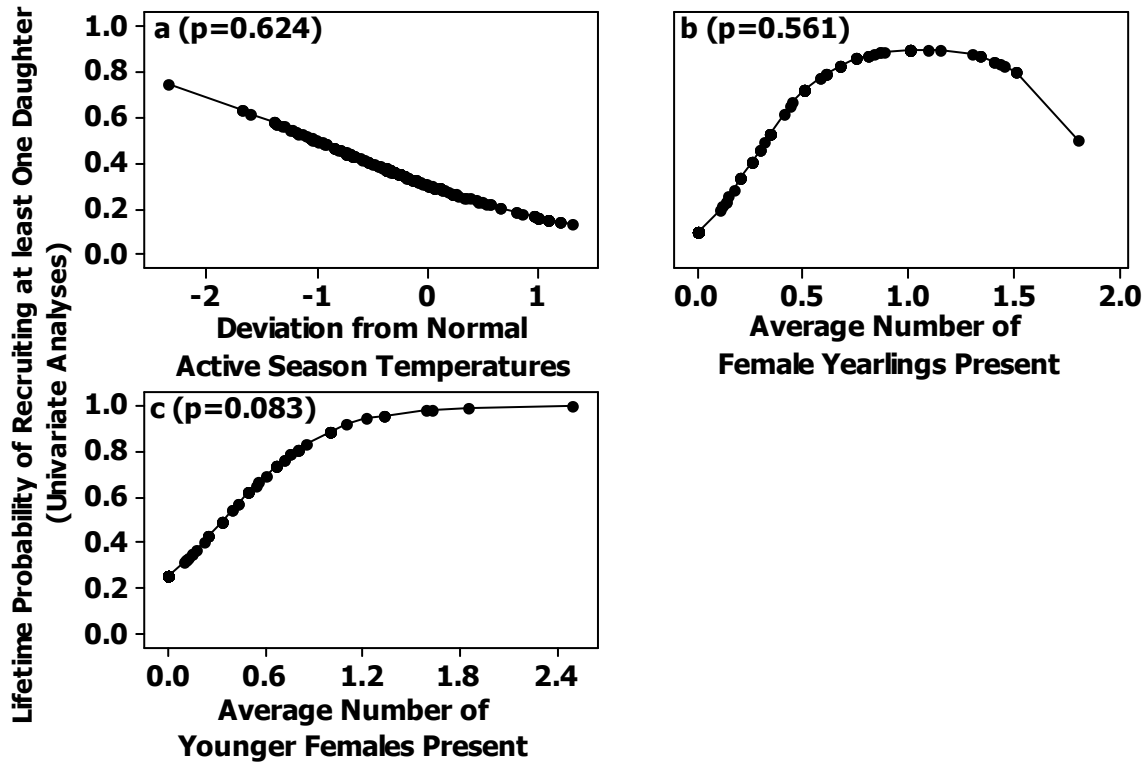 Lifetime Probability of Recruiting at least One Daughter
(Univariate Analyses)
a (p=0.624)
1.0
0.8
0.6
0.4
0.2
0.0
-2 -1 0 1
Deviation from Normal
Active Season Temperatures
b (p=0.561)
0.0 0.5 1.0 1.5 2.0
Average Number of
Female Yearlings Present
c (p=0.083)
1.0
0.8
0.6
0.4
0.2
0.0
0.0 0.6 1.2 1.8 2.4
Average Number of
Younger Females Present